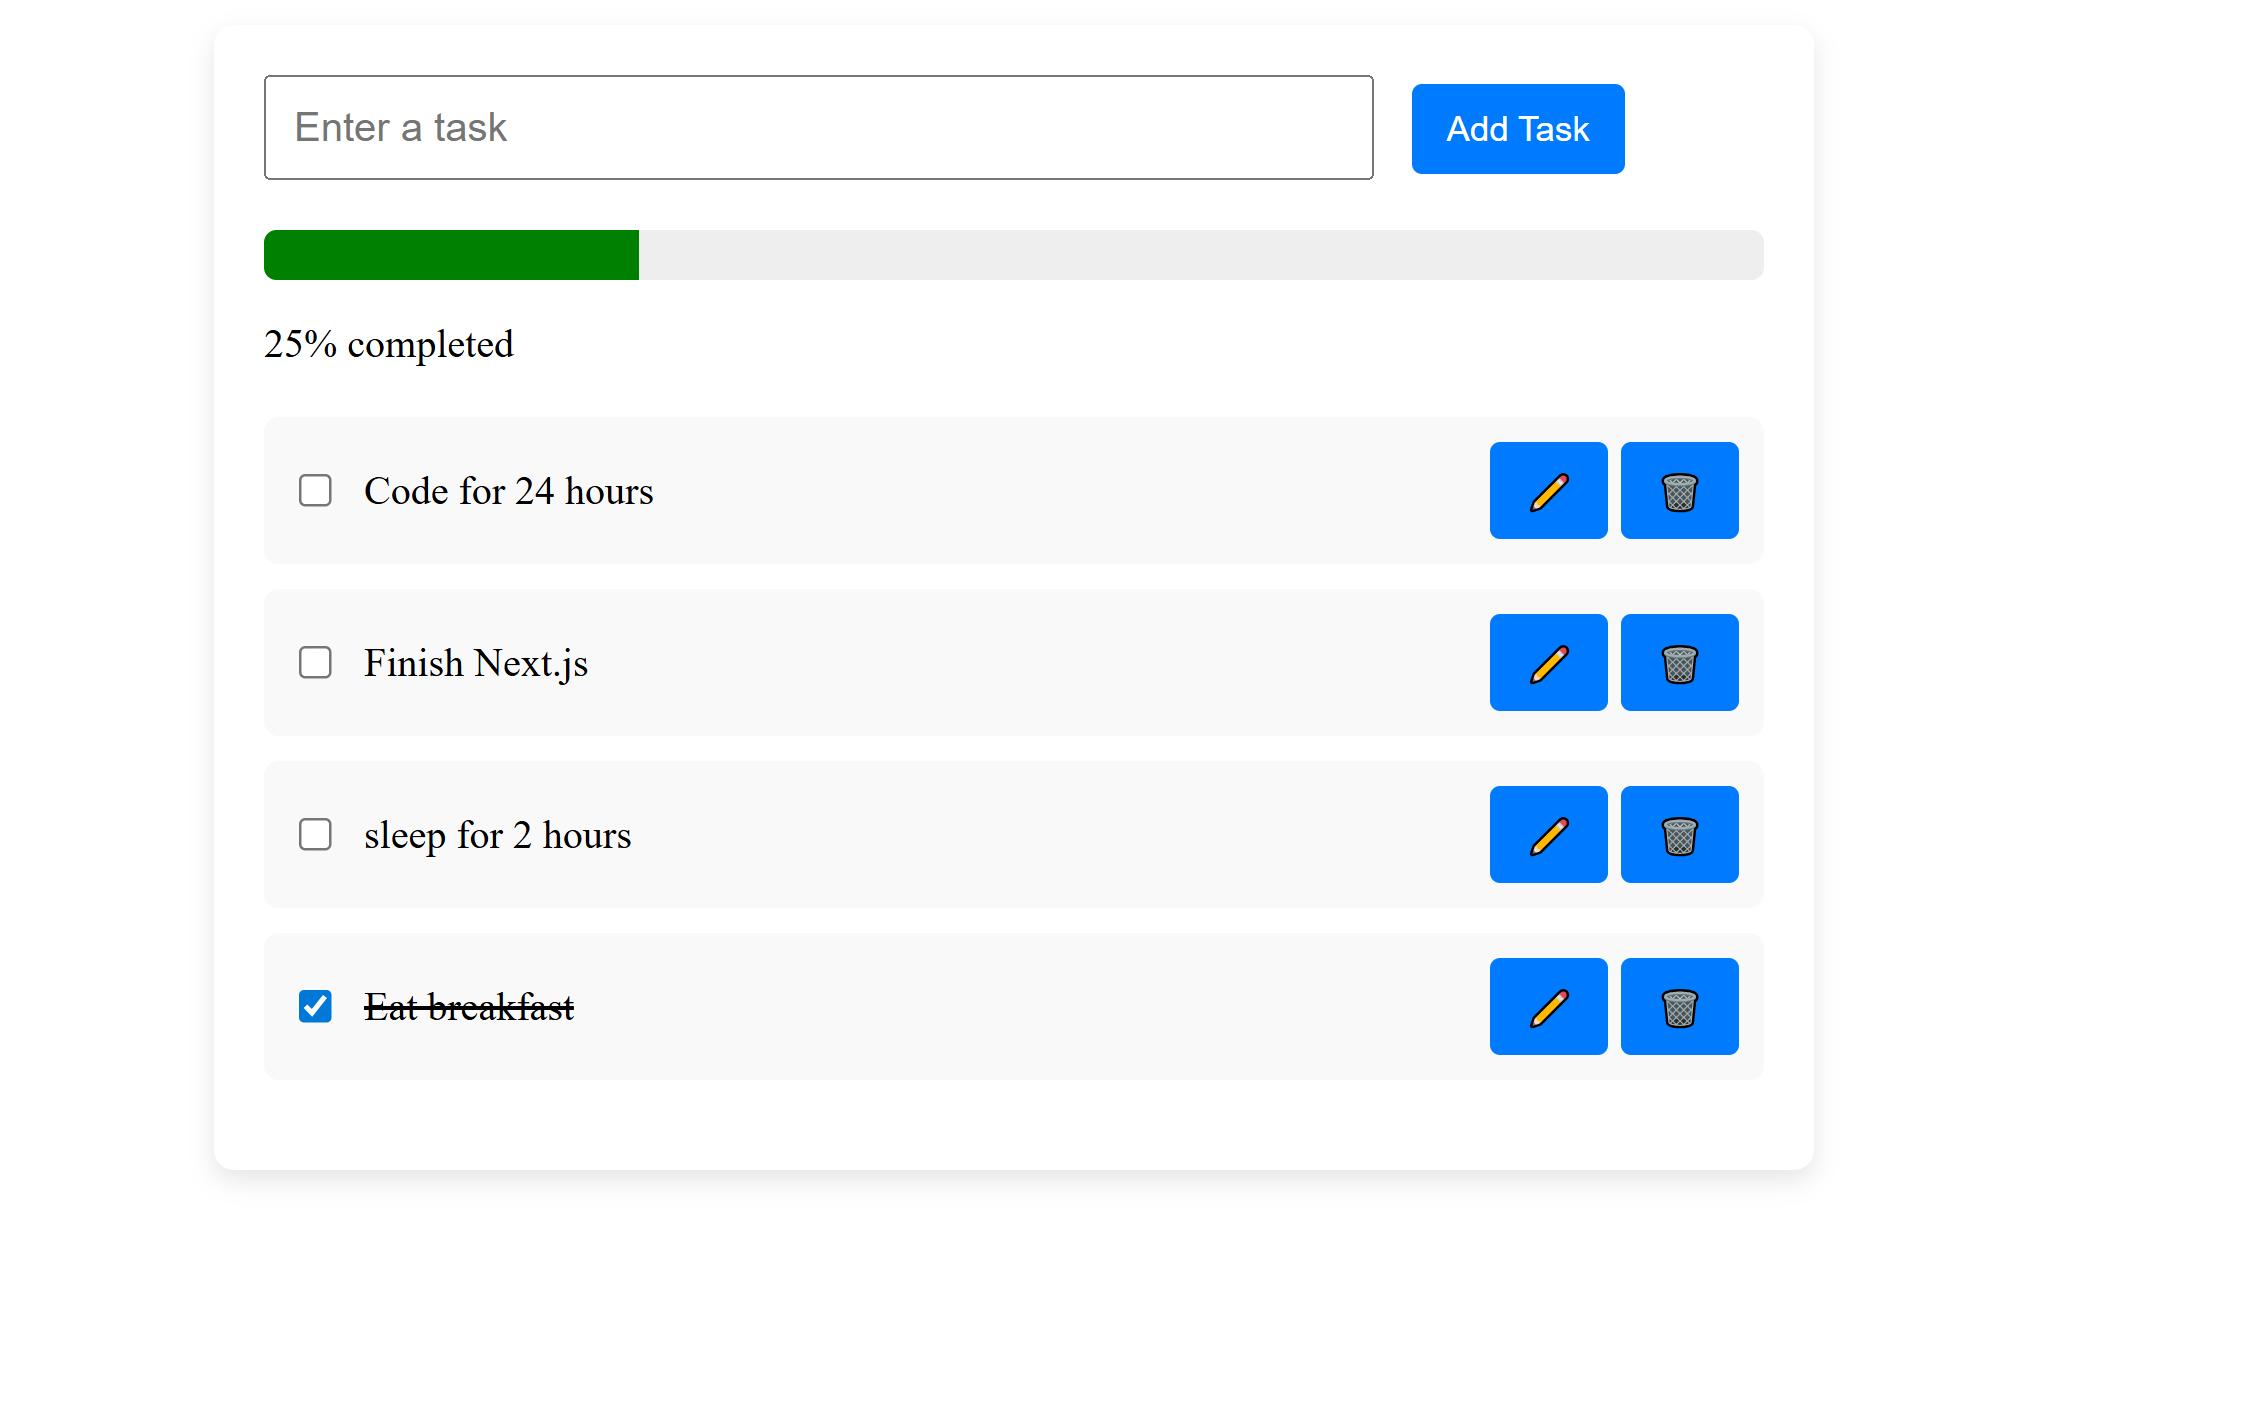 Enter a task
Add Task
25% completed
Code for 24 hours
Finish Next.js
sleep for 2 hours
Eat breakfast